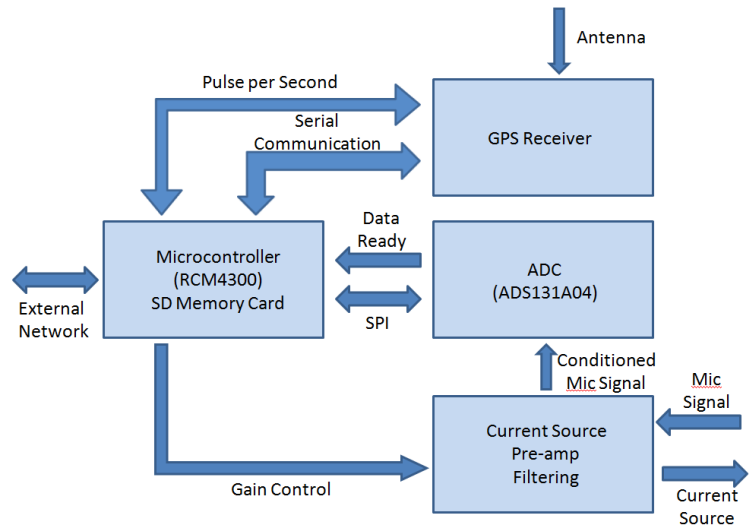 Antenna
Pulse per Second
Serial
Communication
GPS Receiver
Microcontroller
(RCM4300)
SD Memory Card
Data
Ready
ADC
(ADS131A04)
External
Network
SPI
Conditioned
Mic Signal
Mic
Signal
Current Source
Pre-amp
Filtering
Gain Control
Current
Source